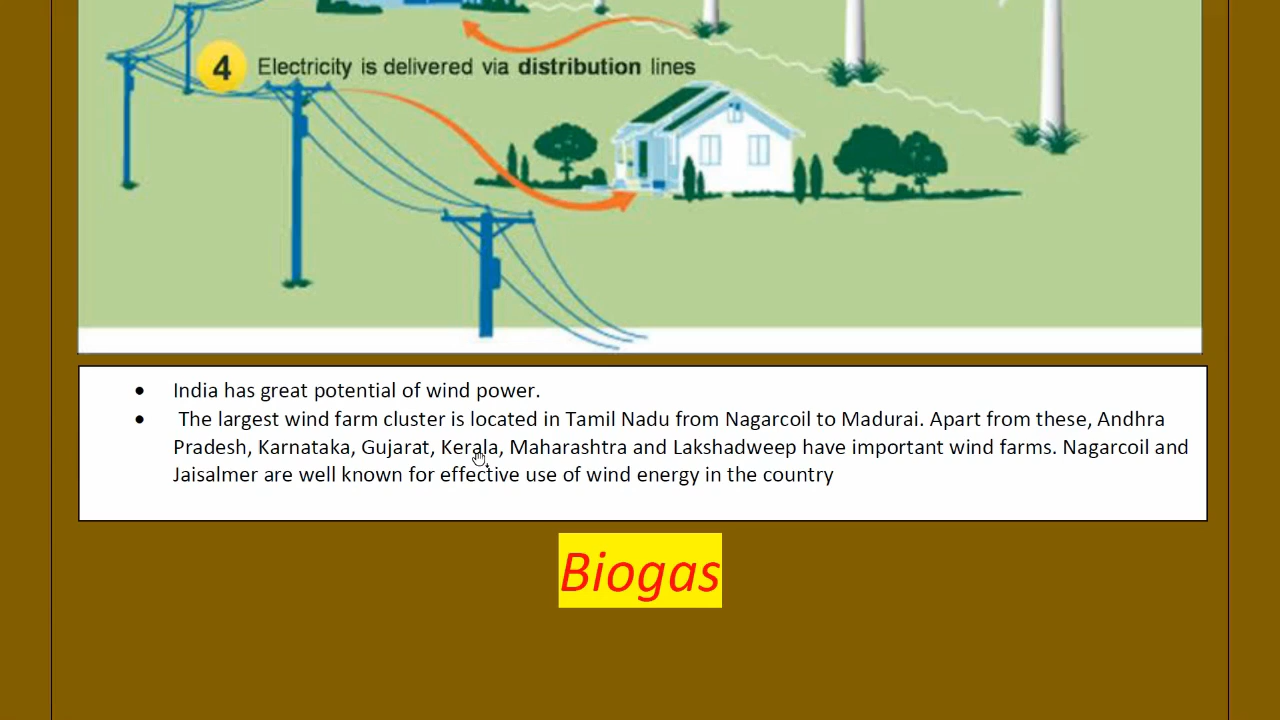 4 Electricity is delivered via distribution lines
• India has great potential of wind power.
• The largest wind farm cluster is located in Tamil Nadu from Nagarcoil to Madurai. Apart from these, Andhra
Pradesh, Karnataka, Gujarat, Kerala, Maharashtra and Lakshadweep have important wind farms. Nagarcoil and
Jaisalmer are well known for effective use of wind energy in the country
Biogas